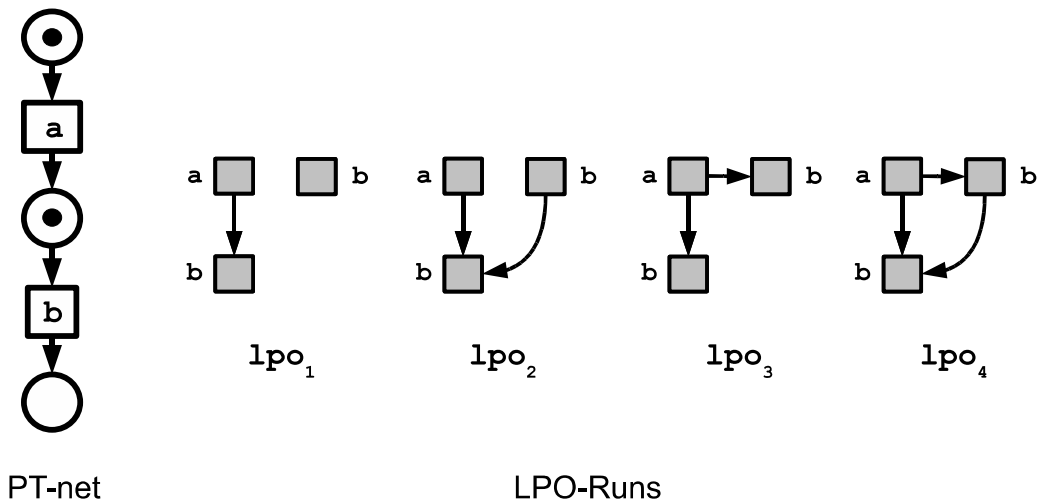 a
a b a b a b a b
b b b b
b
lpo₁ lpo₂ lpo₃ lpo₄
PT-net LPO-Runs